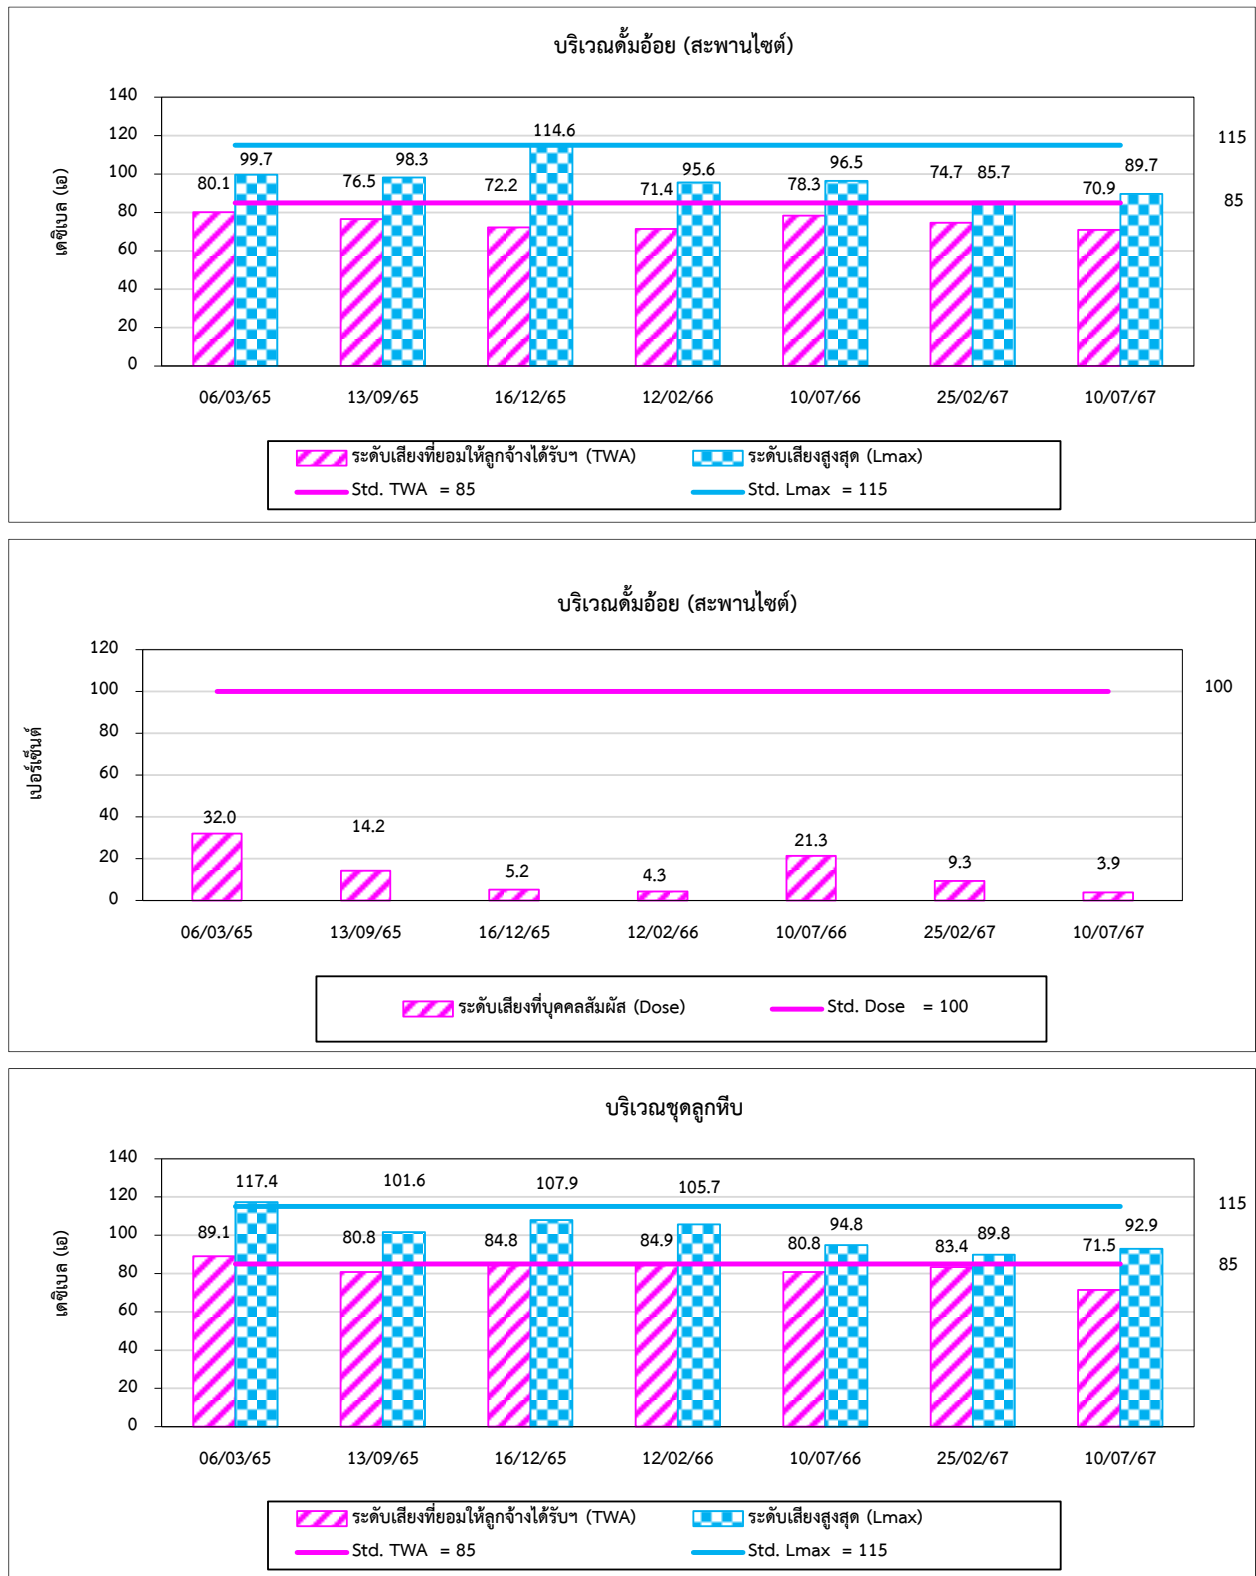 บริเวณดั้มอ้อย (สะพานไซต์)
เดซิเบล (เอ)
140
120
100
80
60
40
20
0
115
85
80.1 99.7 76.5 98.3 72.2 114.6 71.4 95.6 78.3 96.5 74.7 85.7 70.9 89.7
06/03/65 13/09/65 16/12/65 12/02/66 10/07/66 25/02/67 10/07/67
ระดับเสียงที่ยอมให้ลูกจ้างได้รับฯ (TWA) ระดับเสียงสูงสุด (Lmax)
Std. TWA = 85 Std. Lmax = 115
บริเวณดั้มอ้อย (สะพานไซต์)
เปอร์เซ็นต์
120
100
80
60
40
20
0
100
32.0 14.2 5.2 4.3 21.3 9.3 3.9
06/03/65 13/09/65 16/12/65 12/02/66 10/07/66 25/02/67 10/07/67
ระดับเสียงที่บุคคลสัมผัส (Dose) Std. Dose = 100
บริเวณชุดลูกหีบ
เดซิเบล (เอ)
140
120
100
80
60
40
20
0
115
85
89.1 117.4 80.8 101.6 84.8 107.9 84.9 105.7 80.8 94.8 83.4 89.8 71.5 92.9
06/03/65 13/09/65 16/12/65 12/02/66 10/07/66 25/02/67 10/07/67
ระดับเสียงที่ยอมให้ลูกจ้างได้รับฯ (TWA) ระดับเสียงสูงสุด (Lmax)
Std. TWA = 85 Std. Lmax = 115